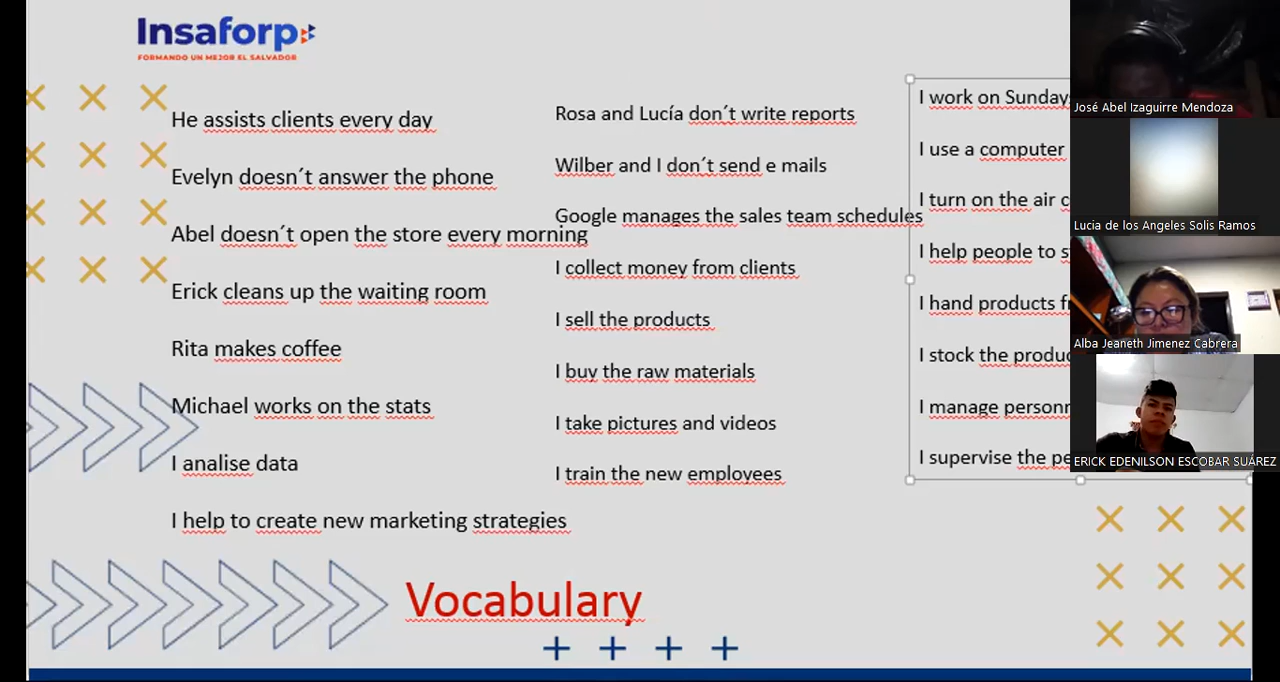 Insaforp
FORMANDO UN MEJOR EL SALVADOR
He assists clients every day
Evelyn doesn´t answer the phone
Abel doesn´t open the store every morning
Erick cleans up the waiting room
Rita makes coffee
Michael works on the stats
I analise data
I help to create new marketing strategies
Rosa and Lucía don´t write reports
Wilber and I don´t send e mails
Google manages the sales team schedules
I collect money from clients
I sell the products
I buy the raw materials
I take pictures and videos
I train the new employees
I work on Sunday
I use a computer
I turn on the air
I help people to
I hand products
I stock the
I manage
I supervise the
Vocabulary
José Abel Izaguirre Mendoza
Lucia de los Angeles Solis Ramos
Alba Jeaneth Jimenez Cabrera
ERICK EDENILSON ESCOBAR SUÁREZ